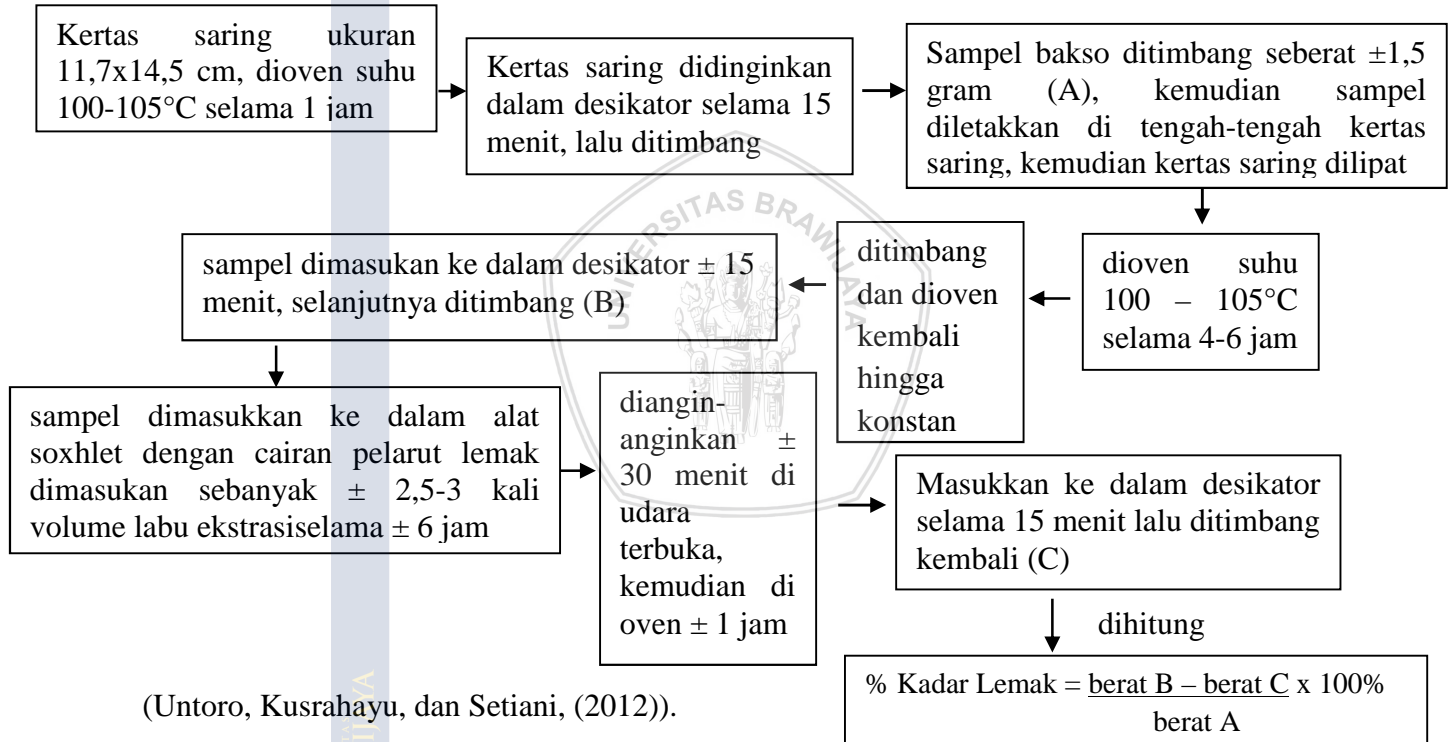 Kertas saring ukuran
11,7x14,5 cm, dioven suhu
100-105°C selama 1 jam
Kertas saring didinginkan
dalam desikator selama 15
menit, lalu ditimbang
Sampel bakso ditimbang seberat ±1,5
gram (A), kemudian sampel
diletakkan di tengah-tengah kertas
saring, kemudian kertas saring dilipat
dioven suhu
100 – 105°C
selama 4-6 jam
ditimbang
dan dioven
kembali
hingga
konstan
sampel dimasukan ke dalam desikator ± 15
menit, selanjutnya ditimbang (B)
sampel dimasukkan ke dalam alat
soxhlet dengan cairan pelarut lemak
dimasukan sebanyak ± 2,5-3 kali
volume labu ekstrasiselama ± 6 jam
diangin-
anginkan ±
30 menit di
udara
terbuka,
kemudian di
oven ± 1 jam
Masukkan ke dalam desikator
selama 15 menit lalu ditimbang
kembali (C)
dihitung
% Kadar Lemak = berat B – berat C x 100%
berat A
(Untoro, Kusrahayu, dan Setiani, (2012)).
UNIVERSITAS BRAWIJAYA